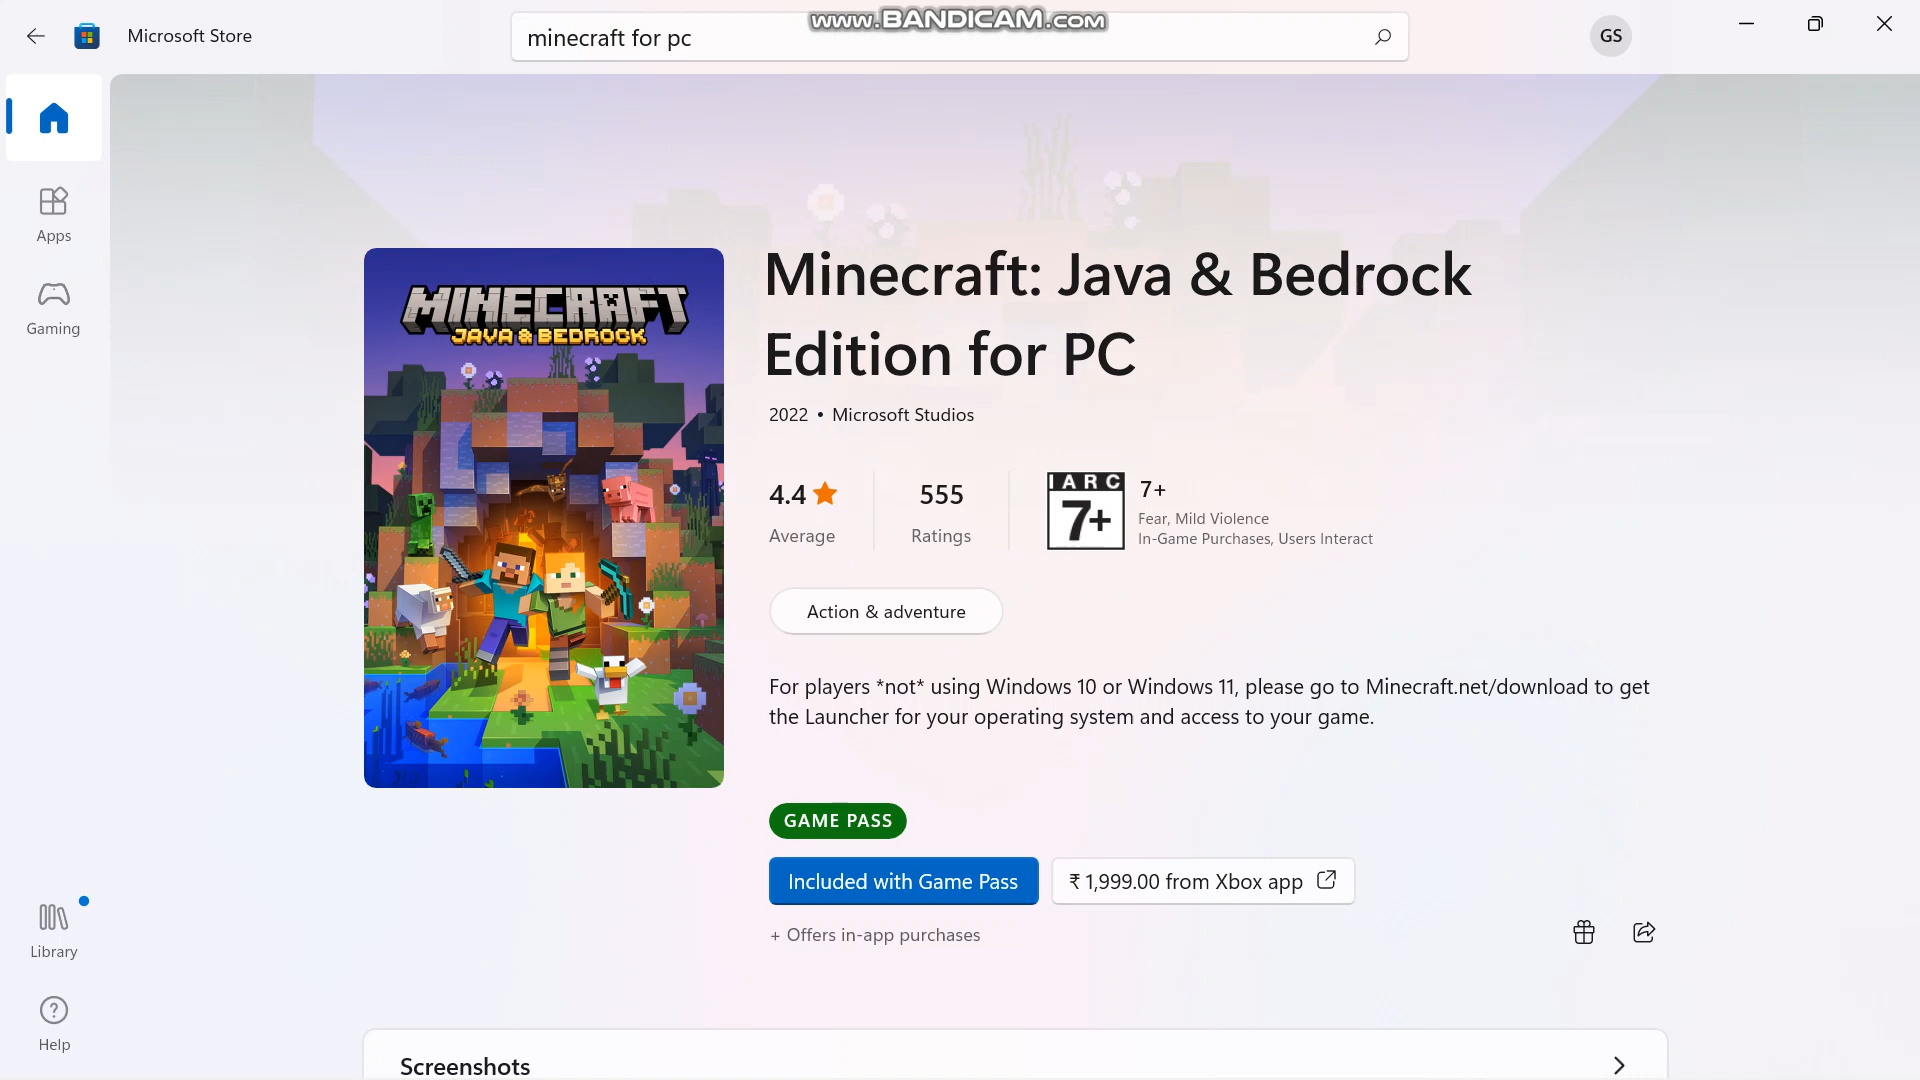 Microsoft Store
minecraft for pc
www.BANDICAM.com
GS
Apps
Gaming
Library
Help
MINECRAFT
JAVA & BEDROCK
Minecraft: Java & Bedrock
Edition for PC
2022 • Microsoft Studios
4.4
Average
555
Ratings
IARC
7+
7+
Fear, Mild Violence
In-Game Purchases, Users Interact
Action & adventure
For players *not* using Windows 10 or Windows 11, please go to Minecraft.net/download to get
the Launcher for your operating system and access to your game.
GAME PASS
Included with Game Pass
₹ 1,999.00 from Xbox app
+ Offers in-app purchases
Screenshots